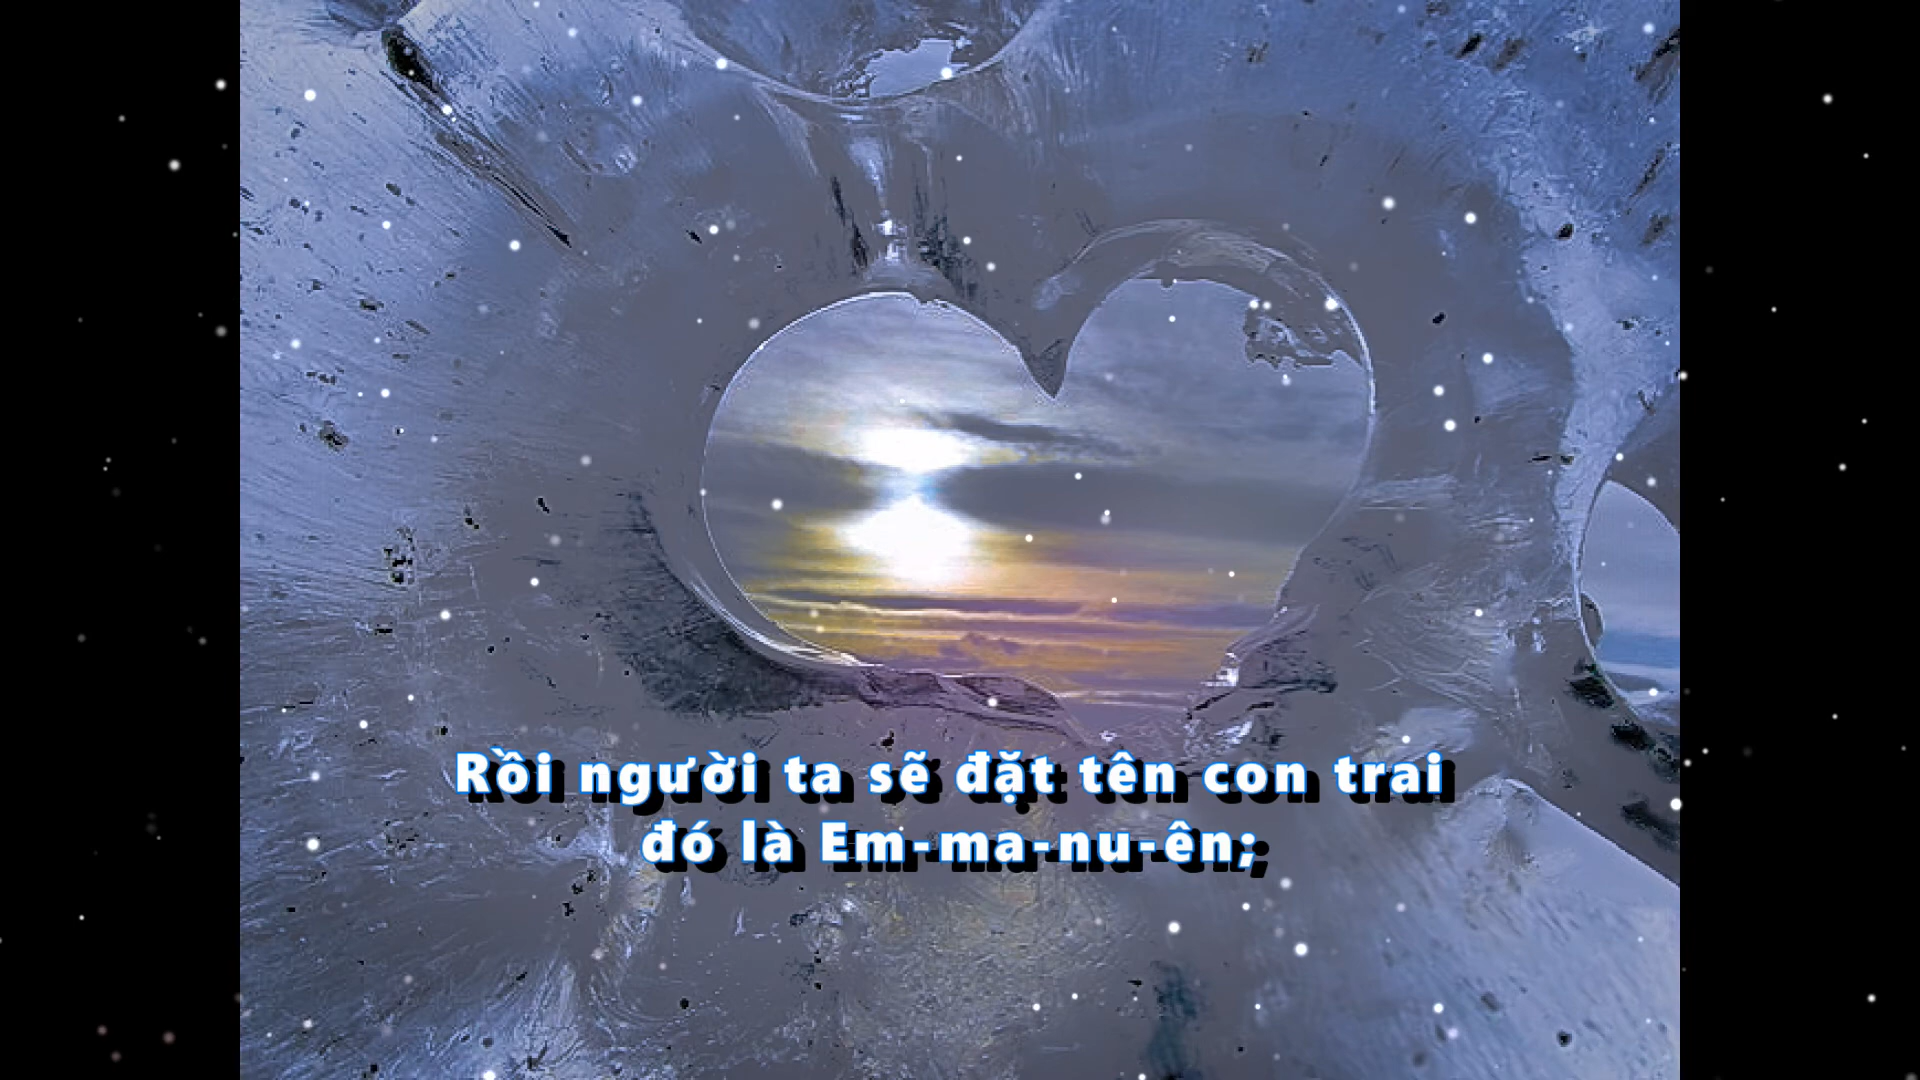 Rồi người ta sẽ đặt tên con trai
đó là Em-ma-nu-ên;